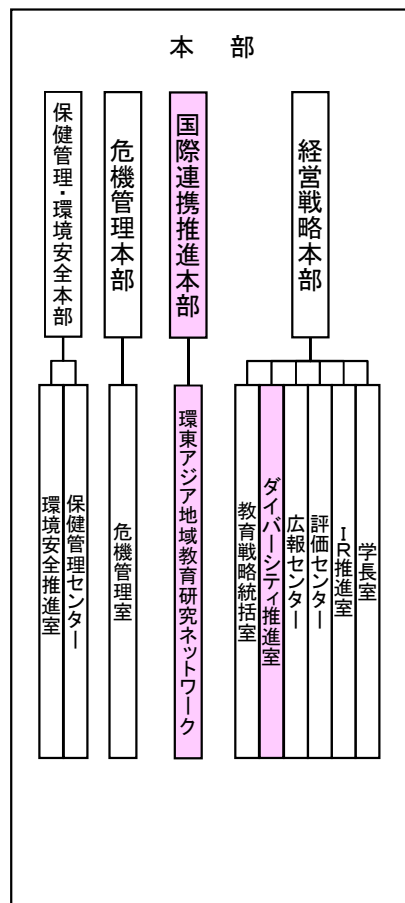 本部
経営戦略本部
学長室
IR推進室
評価センター
広報センター
ダイバーシティ推進室
教育戦略統括室
国際連携推進本部
環東アジア地域教育研究ネットワーク
危機管理本部
危機管理室
保健管理・環境安全本部
保健管理センター
環境安全推進室